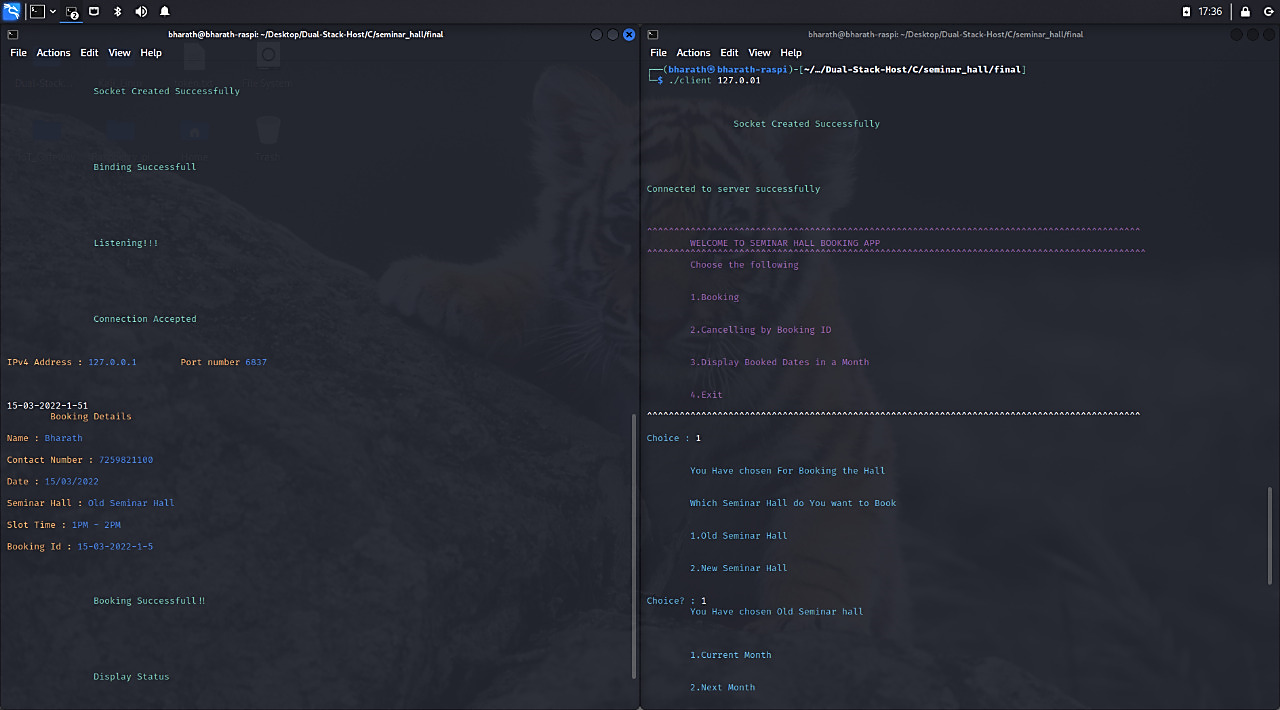 17:36
bharath@bharath-raspi: ~/Desktop/Dual-Stack-Host/C/seminar_hall/final
File Actions Edit View Help
Socket Created Successfully
Binding Successfull
Listening!!!
Connection Accepted
IPv4 Address : 127.0.0.1 Port number 6837
15-03-2022-1-51
Booking Details
Name : Bharath
Contact Number : 7259821100
Date : 15/03/2022
Seminar Hall : Old Seminar Hall
Slot Time : 1PM - 2PM
Booking Id : 15-03-2022-1-5
Booking Successfull!!
Display Status
bharath@bharath-raspi: ~/Desktop/Dual-Stack-Host/C/seminar_hall/final
File Actions Edit View Help
┌──(bharath㉿bharath-raspi)-[~/…/Dual-Stack-Host/C/seminar_hall/final]
└─$ ./client 127.0.01
Socket Created Successfully
Connected to server successfully
^^^^^^^^^^^^^^^^^^^^^^^^^^^^^^^^^^^^^^^^^^^^^^^^^^^^^^^^^^^^^^^^^^^^^^^^^^^^^^^^^^^^^^^^^^^
WELCOME TO SEMINAR HALL BOOKING APP
^^^^^^^^^^^^^^^^^^^^^^^^^^^^^^^^^^^^^^^^^^^^^^^^^^^^^^^^^^^^^^^^^^^^^^^^^^^^^^^^^^^^^^^^^^^^
Choose the following
1.Booking
2.Cancelling by Booking ID
3.Display Booked Dates in a Month
4.Exit
^^^^^^^^^^^^^^^^^^^^^^^^^^^^^^^^^^^^^^^^^^^^^^^^^^^^^^^^^^^^^^^^^^^^^^^^^^^^^^^^^^^^^^^^^^^
Choice : 1
You Have chosen For Booking the Hall
Which Seminar Hall do You want to Book
1.Old Seminar Hall
2.New Seminar Hall
Choice? : 1
You Have chosen Old Seminar hall
1.Current Month
2.Next Month